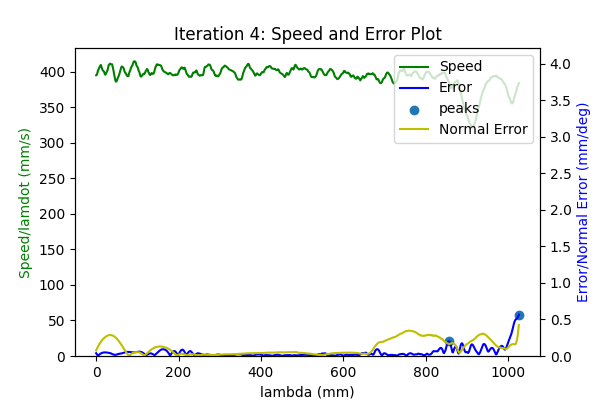 Iteration 4: Speed and Error Plot
Speed/lamdot (mm/s)
400
350
300
250
200
150
100
50
0
Speed
Error
peaks
Normal Error
4.0
3.5
3.0
2.5
2.0
1.5
1.0
0.5
0.0
Error/Normal Error (mm/deg)
0 200 400 600 800 1000
lambda (mm)